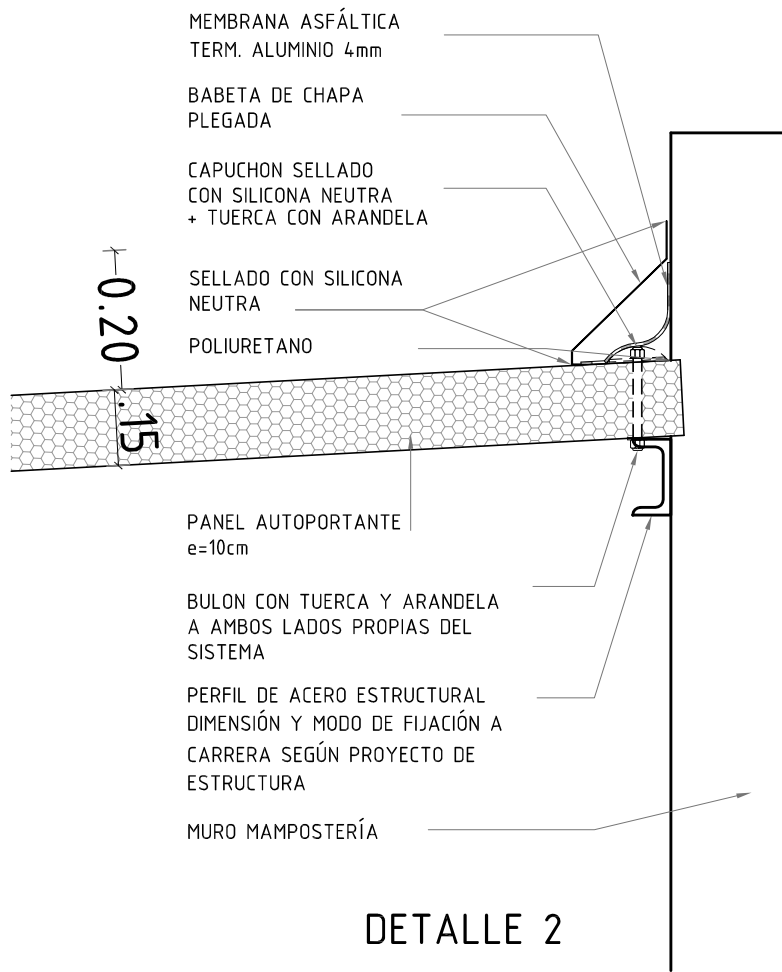 MEMBRANA ASFÁLTICA
TERM. ALUMINIO 4mm
BABETA DE CHAPA
PLEGADA
CAPUCHON SELLADO
CON SILICONA NEUTRA
+ TUERCA CON ARANDELA
SELLADO CON SILICONA
NEUTRA
POLIURETANO
0.20
.15
PANEL AUTOPORTANTE
e=10cm
BULON CON TUERCA Y ARANDELA
A AMBOS LADOS PROPIAS DEL
SISTEMA
PERFIL DE ACERO ESTRUCTURAL
DIMENSIÓN Y MODO DE FIJACIÓN A
CARRERA SEGÚN PROYECTO DE
ESTRUCTURA
MURO MAMPOSTERÍA
DETALLE 2